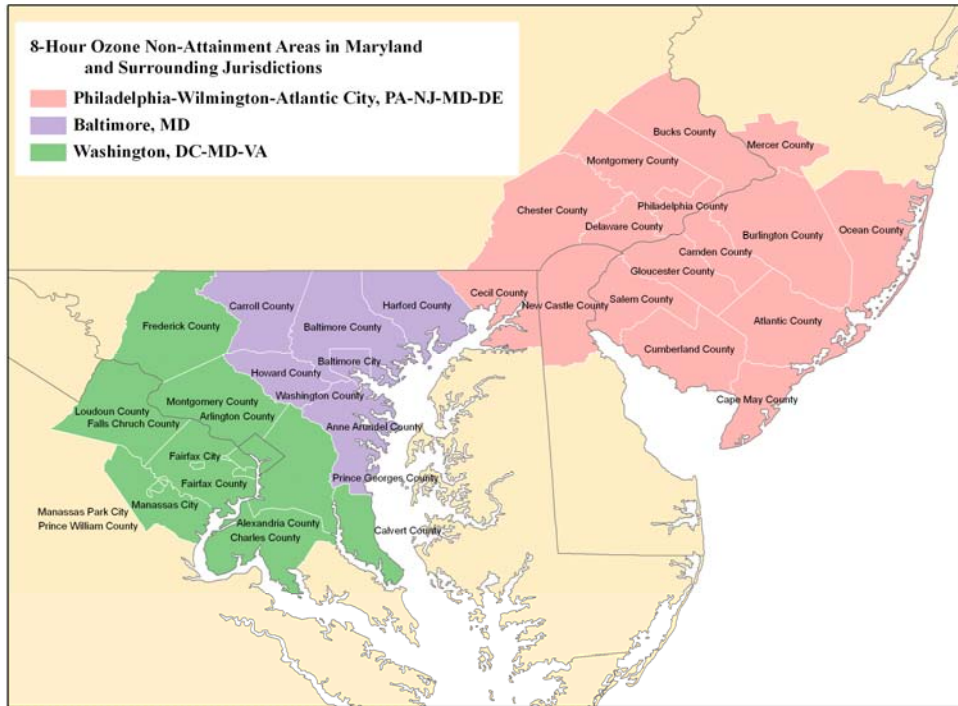 8-Hour Ozone Non-Attainment Areas in Maryland
and Surrounding Jurisdictions
Philadelphia-Wilmington-Atlantic City, PA-NJ-MD-DE
Baltimore, MD
Washington, DC-MD-VA
Bucks County
Mercer County
Montgomery County
Chester County
Philadelphia County
Delaware County
Burlington County
Ocean County
Camden County
Gloucester County
Cecil County
New Castle County
Salem County
Atlantic County
Cumberland County
Cape May County
Carroll County
Harford County
Frederick County
Baltimore County
Baltimore City
Howard County
Washington County
Montgomery County
Arlington County
Loudoun County
Falls Chruch County
Anne Arundel County
Fairfax City
Prince Georges County
Fairfax County
Manassas City
Manassas Park City
Prince William County
Alexandria County
Charles County
Calvert County